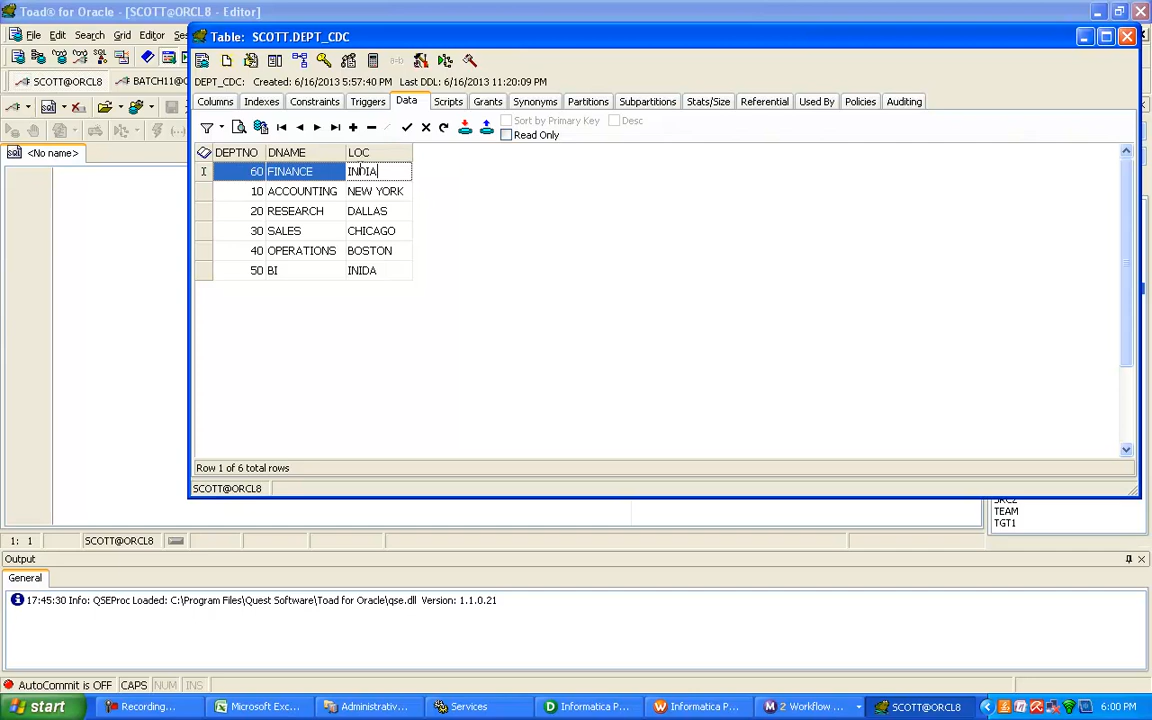 Toad® for Oracle - [SCOTT@ORCL8 - Editor]
File Edit Search Grid Editor Ses
SCOTT@ORCL8 BATCH11@O
<No name>
Table: SCOTT.DEPT_CDC
DEPT_CDC: Created: 6/16/2013 5:57:40 PM Last DDL: 6/16/2013 11:20:09 PM
Columns Indexes Constraints Triggers Data Scripts Grants Synonyms Partitions Subpartitions Stats/Size Referential Used By Policies Auditing
Sort by Primary Key Desc
Read Only
DEPTNO DNAME LOC
60 FINANCE INDIA
10 ACCOUNTING NEW YORK
20 RESEARCH DALLAS
30 SALES CHICAGO
40 OPERATIONS BOSTON
50 BI INIDA
Row 1 of 6 total rows
SCOTT@ORCL8
TEAM
TGT1
1: 1 SCOTT@ORCL8
Output
General
17:45:30 Info: QSEProc Loaded: C:\Program Files\Quest Software\Toad for Oracle\qse.dll Version: 1.1.0.21
AutoCommit is OFF CAPS NUM INS
start Recording... Microsoft Exc... Administrativ... Services Informatica P... Informatica P... 2 Workflow ... SCOTT@ORCL8 6:00 PM